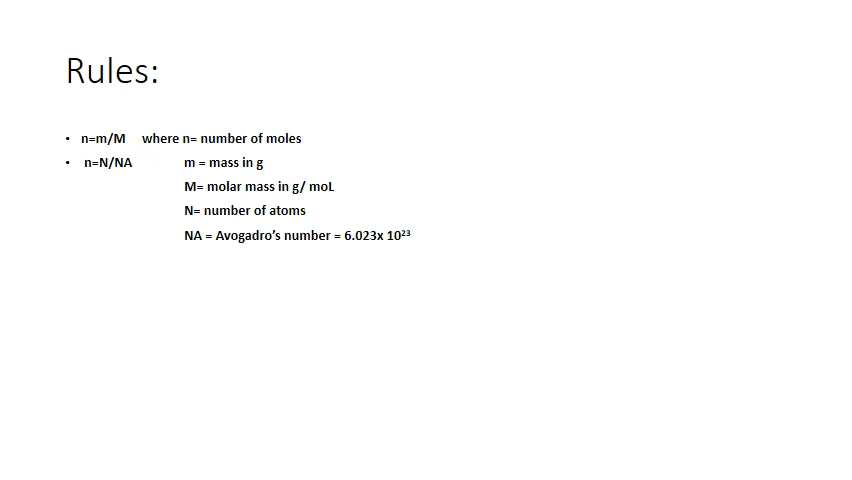 Rules:
• n=m/M where n= number of moles
• n=N/NA m = mass in g
M= molar mass in g/ moL
N= number of atoms
NA = Avogadro’s number = 6.023x 10²³